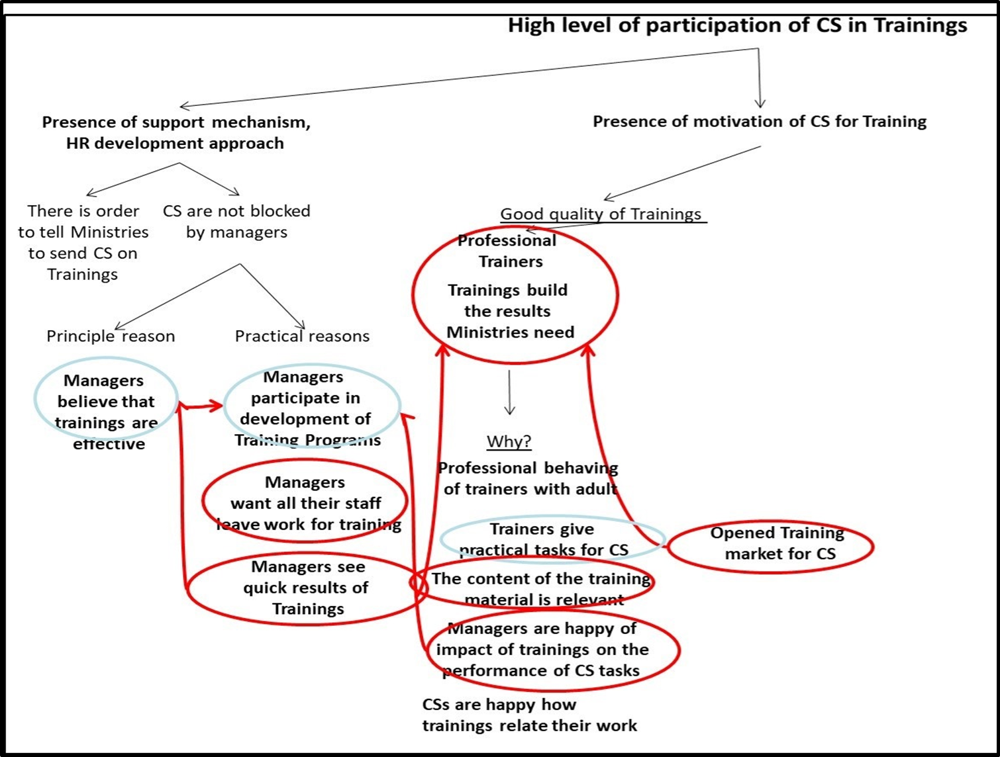 High level of participation of CS in Trainings
Presence of support mechanism,
HR development approach
Presence of motivation of CS for Training
There is order
to tell Ministries
to send CS on
Trainings
CS are not blocked
by managers
Good quality of Trainings
Professional
Trainers
Trainings build
the results
Ministries need
Principle reason
Practical reasons
Managers
believe that
trainings are
effective
Managers
participate in
development of
Training Programs
Managers
want all their staff
leave work for training
Managers see
quick results of
Trainings
Why?
Professional behaving
of trainers with adult
Trainers give
practical tasks for CS
The content of the training
material is relevant
Managers are happy of
impact of trainings on the
performance of CS tasks
CSs are happy how
trainings relate their work
Opened Training
market for CS